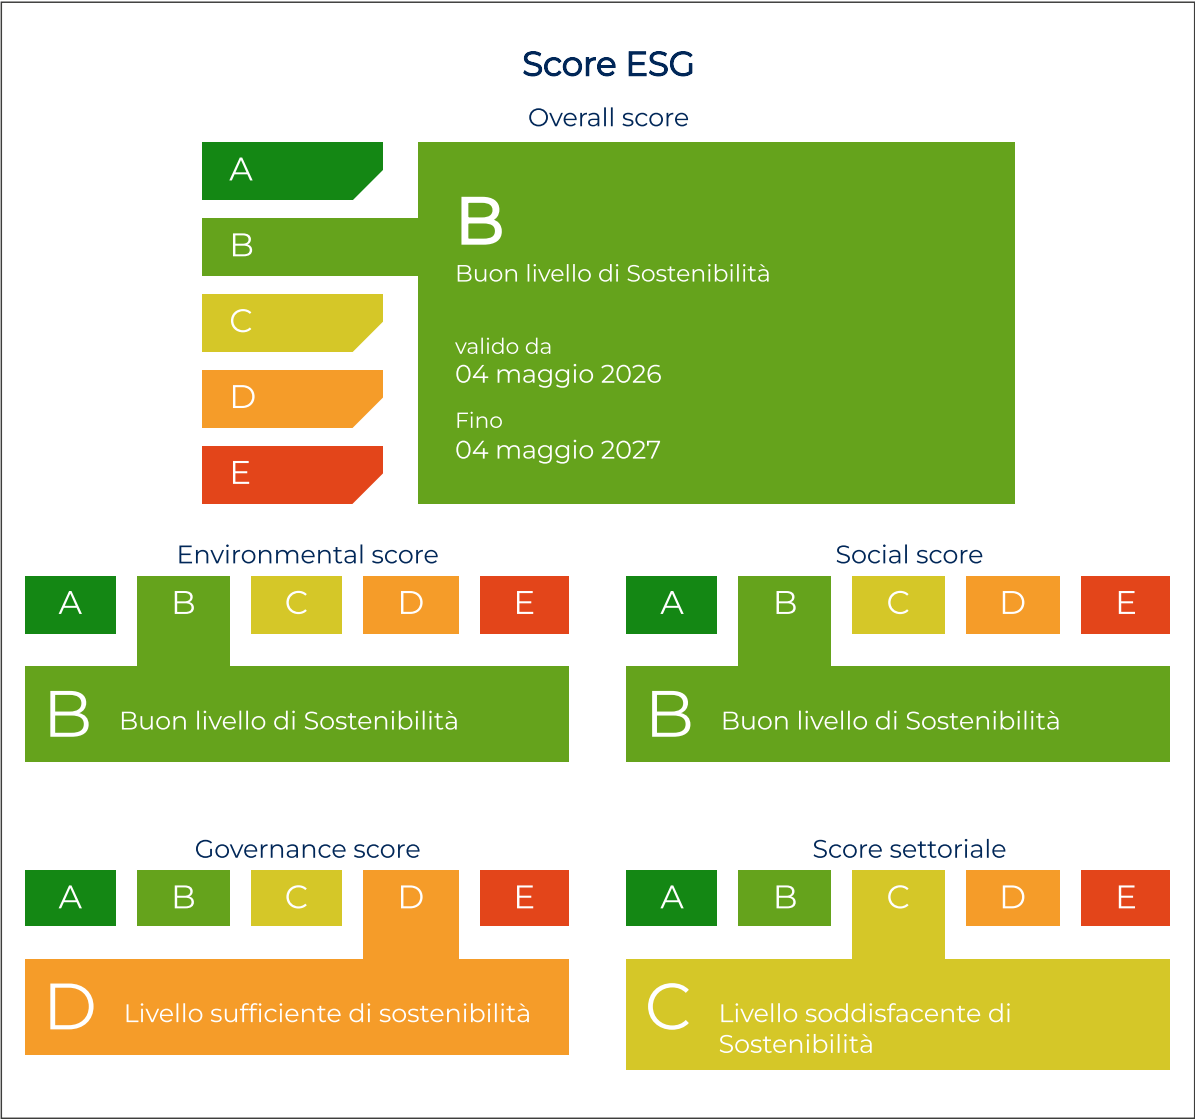 Score ESG
Overall score
A
B
C
D
E
B
Buon livello di Sostenibilità
valido da
04 maggio 2026
Fino
04 maggio 2027
Environmental score
A B C D E
B Buon livello di Sostenibilità
Social score
A B C D E
B Buon livello di Sostenibilità
Governance score
A B C D E
D Livello sufficiente di sostenibilità
Score settoriale
A B C D E
C Livello soddisfacente di
Sostenibilità